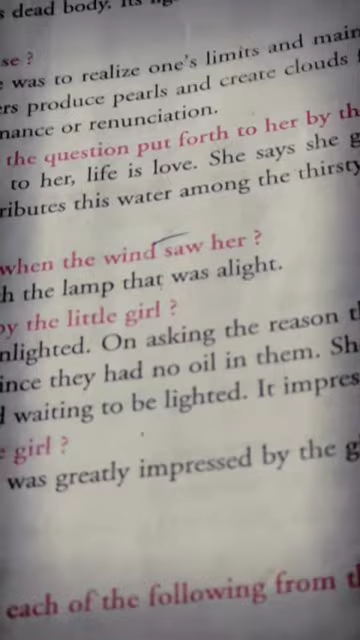 dead body.
se ?
was to realize one's limits and main
rs produce pearls and create clouds
nance or renunciation.
the question put forth to her by th
to her, life is love. She says she g
ributes this water among the thirsty
when the wind saw her ?
h the lamp that was alight.
by the little girl ?
nlighted. On asking the reason t
ince they had no oil in them. Sh
d waiting to be lighted. It impres
e girl ?
was greatly impressed by the g
each of the following from t